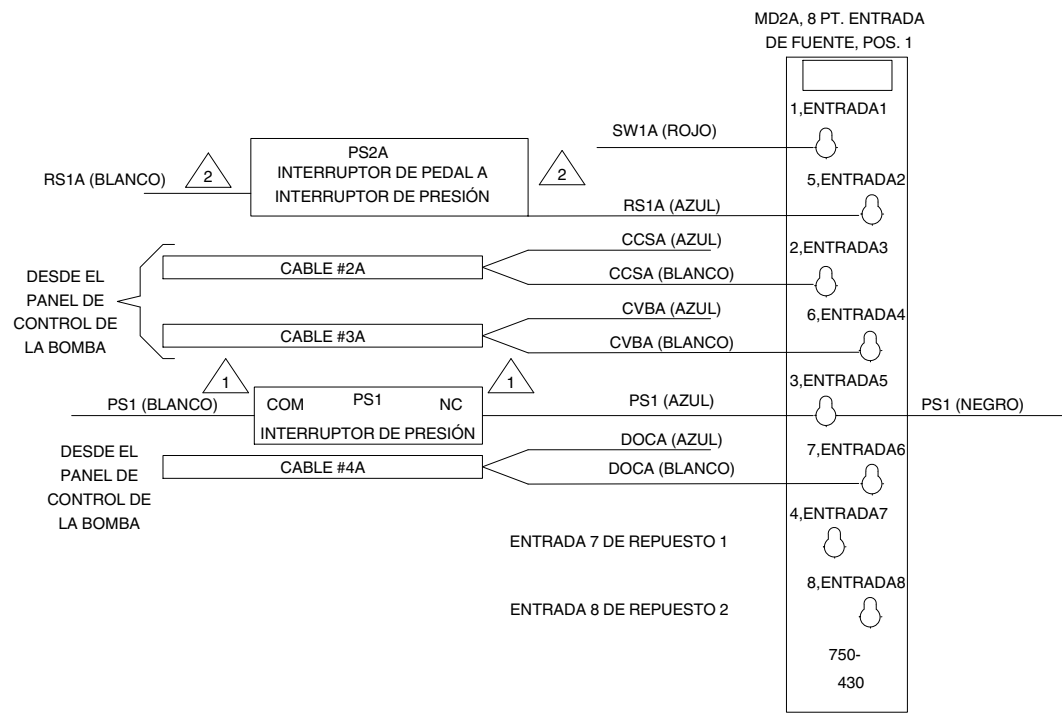 MD2A, 8 PT. ENTRADA
DE FUENTE, POS. 1
1,ENTRADA1
SW1A (ROJO)
PS2A
INTERRUPTOR DE PEDAL A
INTERRUPTOR DE PRESIÓN
2
2
RS1A (BLANCO)
5,ENTRADA2
RS1A (AZUL)
CCSA (AZUL)
2,ENTRADA3
CABLE #2A
CCSA (BLANCO)
DESDE EL
PANEL DE
CONTROL DE
LA BOMBA
CVBA (AZUL)
6,ENTRADA4
CABLE #3A
CVBA (BLANCO)
1
1
3,ENTRADA5
PS1 (BLANCO)
COM
PS1
NC
INTERRUPTOR DE PRESIÓN
PS1 (AZUL)
PS1 (NEGRO)
DESDE EL
PANEL DE
CONTROL DE
LA BOMBA
DOCA (AZUL)
7,ENTRADA6
CABLE #4A
DOCA (BLANCO)
4,ENTRADA7
ENTRADA 7 DE REPUESTO 1
8,ENTRADA8
ENTRADA 8 DE REPUESTO 2
750-
430